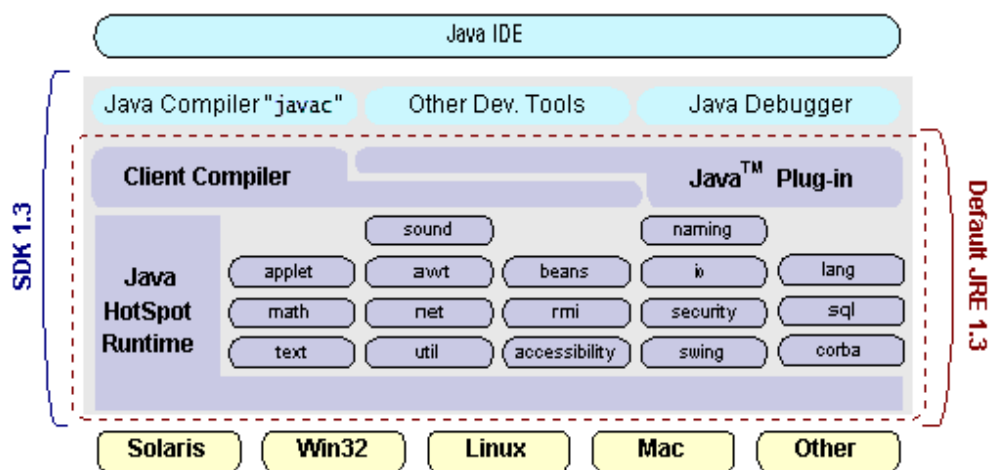 Java IDE
Java Compiler "javac"
Other Dev. Tools
Java Debugger
SDK 1.3
Default JRE 1.3
Client Compiler
Java™ Plug-in
Java
HotSpot
Runtime
sound
naming
applet
awt
beans
io
lang
math
net
rmi
security
sql
text
util
accessibility
swing
corba
Solaris
Win32
Linux
Mac
Other